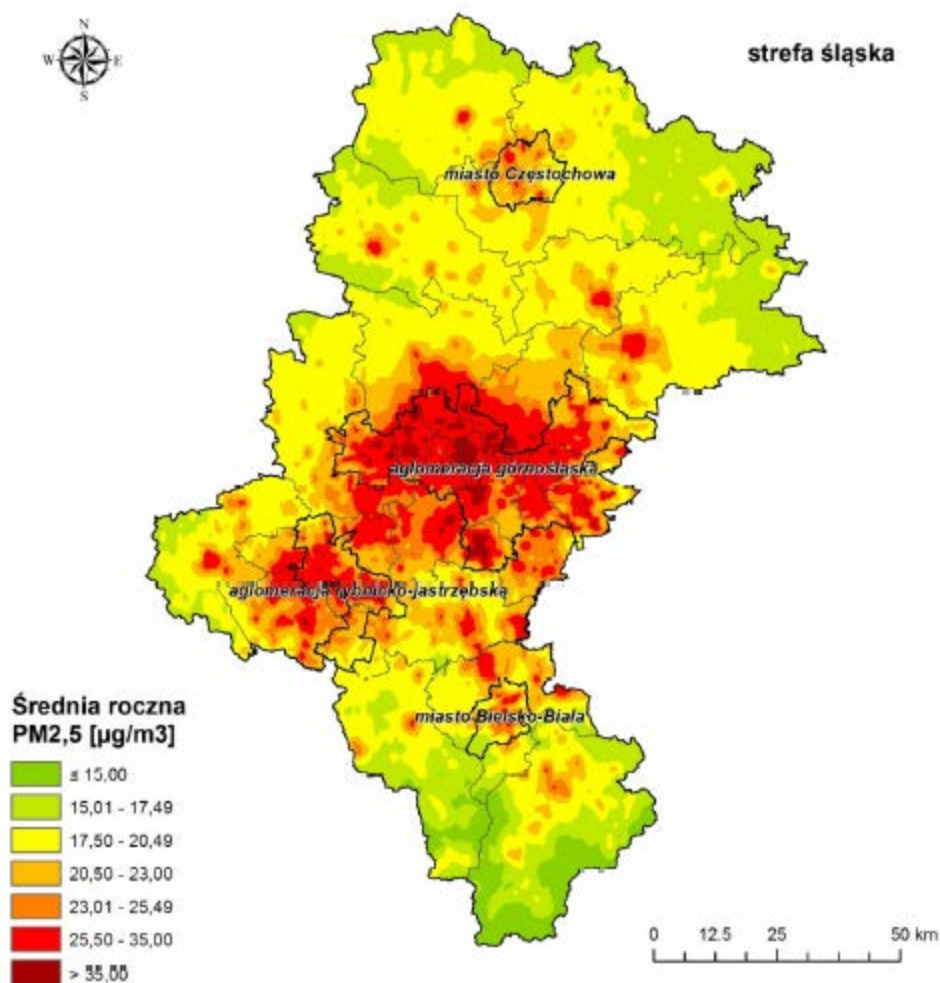 N
W E
S
strefa śląska
miasto Częstochowa
aglomeracja górnośląska
aglomeracja rybnicko-jastrzębska
miasto Bielsko-Biała
Średnia roczna
PM2,5 [µg/m3]
≤ 15,00
15,01 - 17,49
17,50 - 20,49
20,50 - 23,00
23,01 - 25,49
25,50 - 35,00
> 35,00
0 12.5 25 50 km